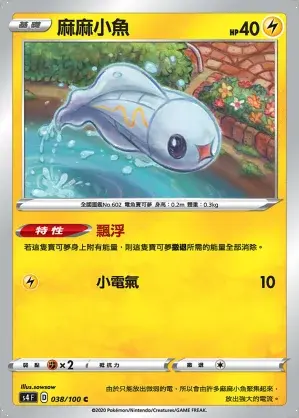 基礎 麻麻小魚 HP40
全國圖鑑No.602 電魚寶可夢 身高:0.2m 體重:0.3kg
特性 飄浮
若這隻寶可夢身上附有能量,則這隻寶可夢撤退所需的能量全部消除。
小電氣 10
弱點 ×2 抵抗力 撤退
Illus.sowsow
s4 F D 038/100 C
由於只能放出微弱的電,所以會由許多麻麻小魚聚集起來,
放出強大的電流。
©2020 Pokémon/Nintendo/Creatures/GAME FREAK.